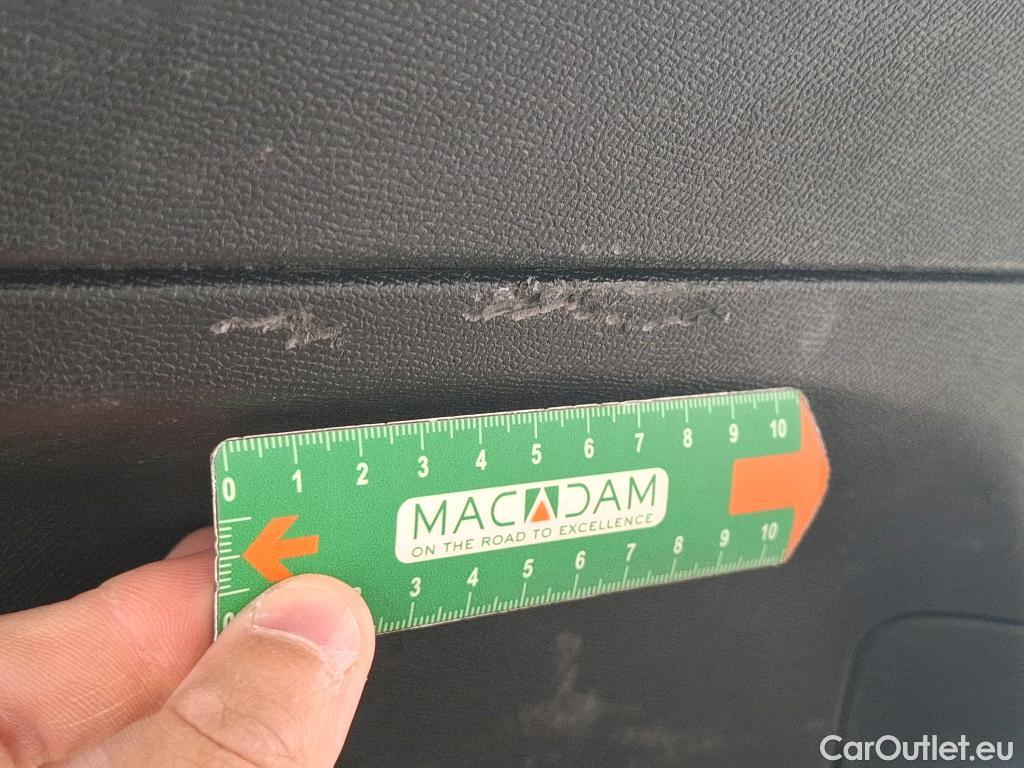 0 1 2 3 4 5 6 7 8 9 10
MACADAM
ON THE ROAD TO EXCELLENCE
3 4 5 6 7 8 9 10
0
CarOutlet.eu